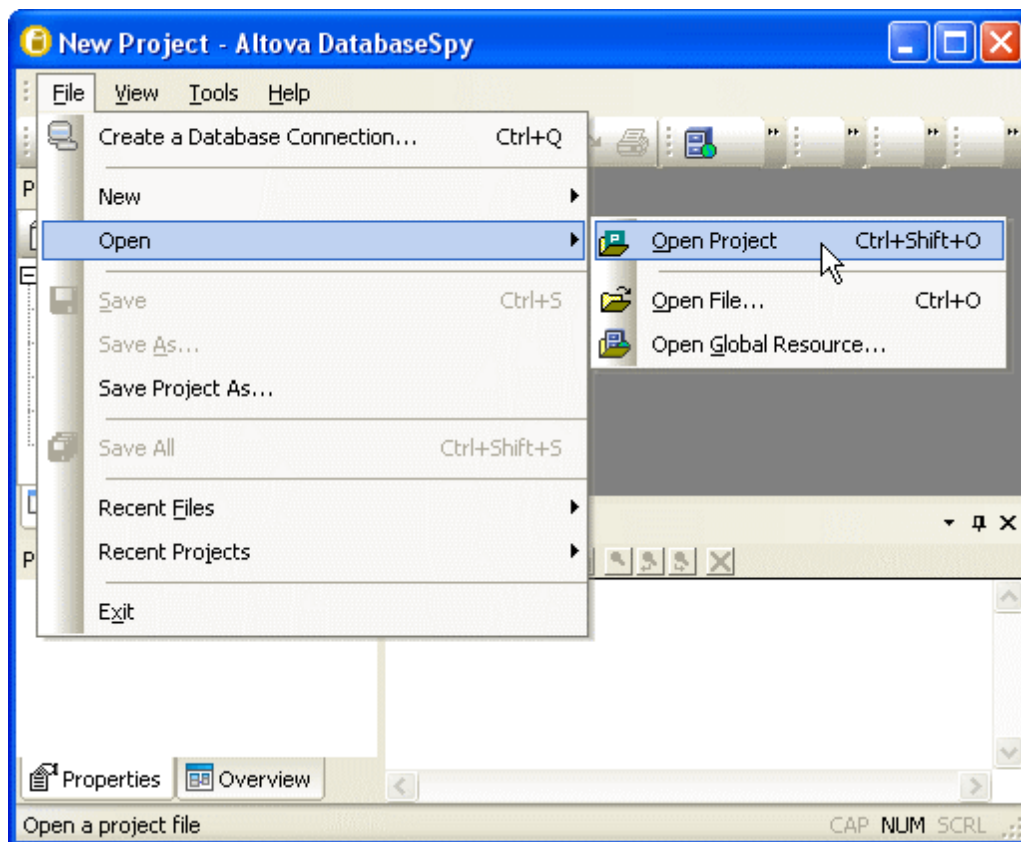 New Project - Altova DatabaseSpy
File View Tools Help
Create a Database Connection... Ctrl+Q
New
Open
Open Project Ctrl+Shift+O
Save Ctrl+S
Open File... Ctrl+O
Save As...
Open Global Resource...
Save Project As...
Save All Ctrl+Shift+S
Recent Files
Recent Projects
Exit
Properties Overview
Open a project file CAP NUM SCRL